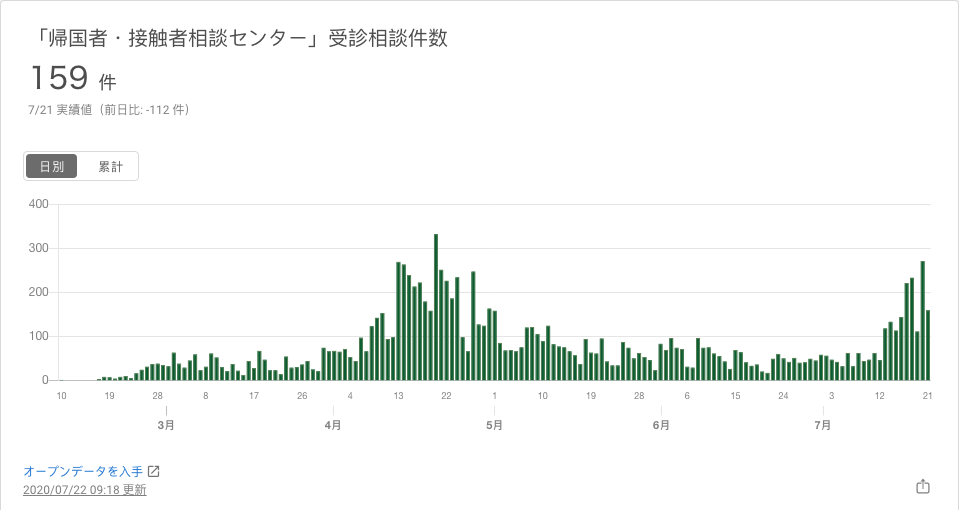 「帰国者・接触者相談センター」受診相談件数
159 件
7/21 実績値（前日比: -112 件）
日別 累計
400
300
200
100
0
10 19 28 8 17 26 4 13 22 1 10 19 28 6 15 24 3 12 21
3月 4月 5月 6月 7月
オープンデータを入手
2020/07/22 09:18 更新